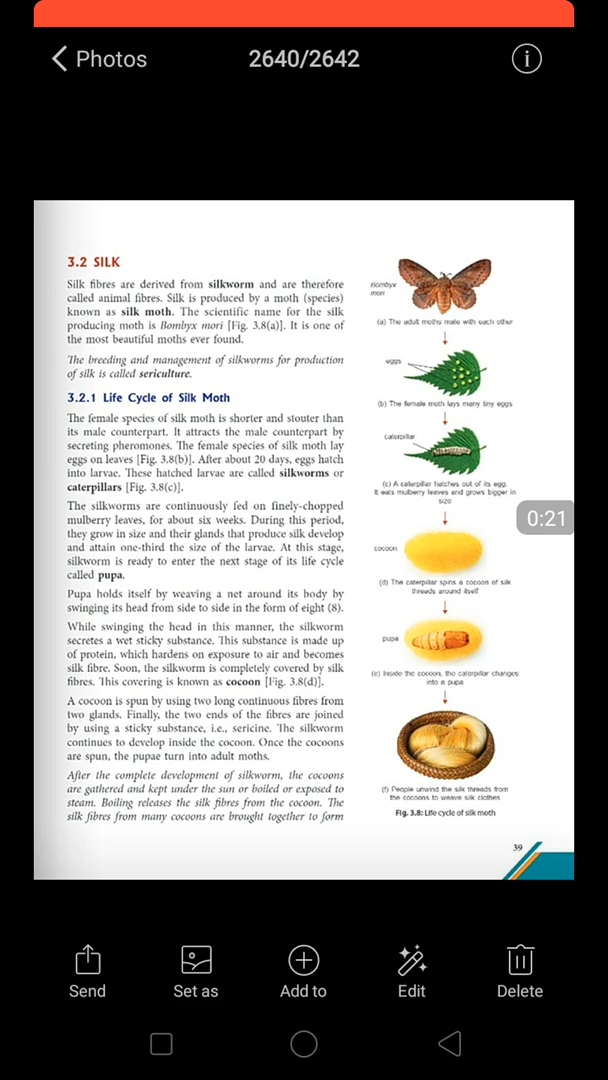 Photos
2640/2642
3.2 SILK
Silk fibres are derived from silkworm and are therefore
called animal fibres. Silk is produced by a moth (species)
known as silk moth. The scientific name for the silk
producing moth is Bombyx mori [Fig. 3.8(a)]. It is one of
the most beautiful moths ever found.
The breeding and management of silkworms for production
of silk is called sericulture.
3.2.1 Life Cycle of Silk Moth
The female species of silk moth is shorter and stouter than
its male counterpart. It attracts the male counterpart by
secreting pheromones. The female species of silk moth lay
eggs on leaves [Fig. 3.8(b)]. After about 20 days, eggs hatch
into larvae. These hatched larvae are called silkworms or
caterpillars [Fig. 3.8(c)].
The silkworms are continuously fed on finely-chopped
mulberry leaves, for about six weeks. During this period,
they grow in size and their glands that produce silk develop
and attain one-third the size of the larvae. At this stage,
silkworm is ready to enter the next stage of its life cycle
called pupa.
Pupa holds itself by weaving a net around its body by
swinging its head from side to side in the form of eight (8).
While swinging the head in this manner, the silkworm
secretes a wet sticky substance. This substance is made up
of protein, which hardens on exposure to air and becomes
silk fibre. Soon, the silkworm is completely covered by silk
fibres. This covering is known as cocoon [Fig. 3.8(d)].
A cocoon is spun by using two long continuous fibres from
two glands. Finally, the two ends of the fibres are joined
by using a sticky substance, i.e., sericine. The silkworm
continues to develop inside the cocoon. Once the cocoons
are spun, the pupae turn into adult moths.
After the complete development of silkworm, the cocoons
are gathered and kept under the sun or boiled or exposed to
steam. Boiling releases the silk fibres from the cocoon. The
silk fibres from many cocoons are brought together to form
Bombyx
mori
(a) The adult moths mate with each other
eggs
(b) The female moth lays many tiny eggs
caterpillar
(c) A caterpillar hatches out of its egg.
It eats mulberry leaves and grows bigger in
size
0:21
cocoon
(d) The caterpillar spins a cocoon of silk
threads around itself
pupa
(e) Inside the cocoon, the caterpillar changes
into a pupa
(f) People unwind the silk threads from
the cocoons to weave silk clothes
Fig. 3.8: Life cycle of silk moth
39
Send
Set as
Add to
Edit
Delete